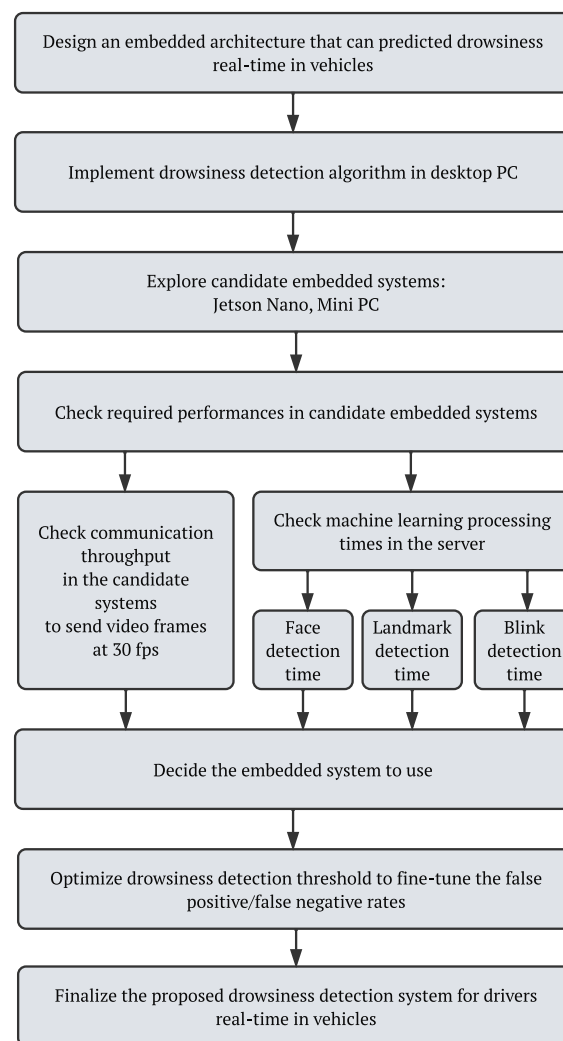 Design an embedded architecture that can predicted drowsiness
real-time in vehicles
Implement drowsiness detection algorithm in desktop PC
Explore candidate embedded systems:
Jetson Nano, Mini PC
Check required performances in candidate embedded systems
Check communication
throughput
in the candidate
systems
to send video frames
at 30 fps
Check machine learning processing
times in the server
Face
detection
time
Landmark
detection
time
Blink
detection
time
Decide the embedded system to use
Optimize drowsiness detection threshold to fine-tune the false
positive/false negative rates
Finalize the proposed drowsiness detection system for drivers
real-time in vehicles